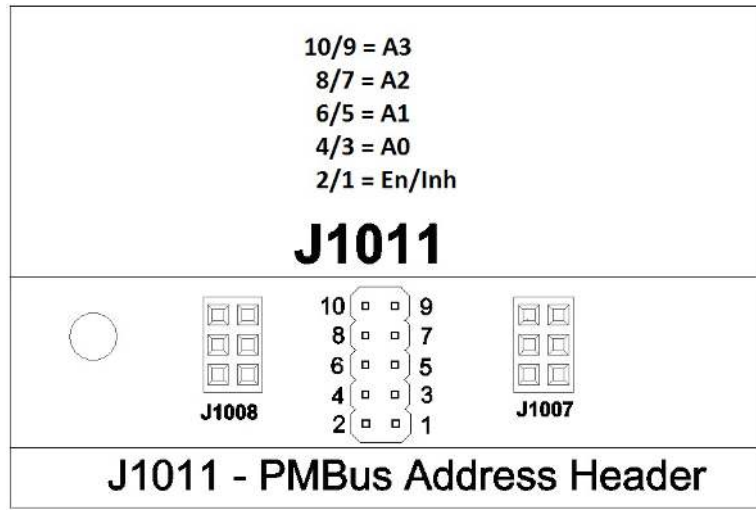 10/9 = A3
8/7 = A2
6/5 = A1
4/3 = A0
2/1 = En/Inh
J1011
10 9
8 7
6 5
4 3
2 1
J1008
J1007
J1011 - PMBus Address Header